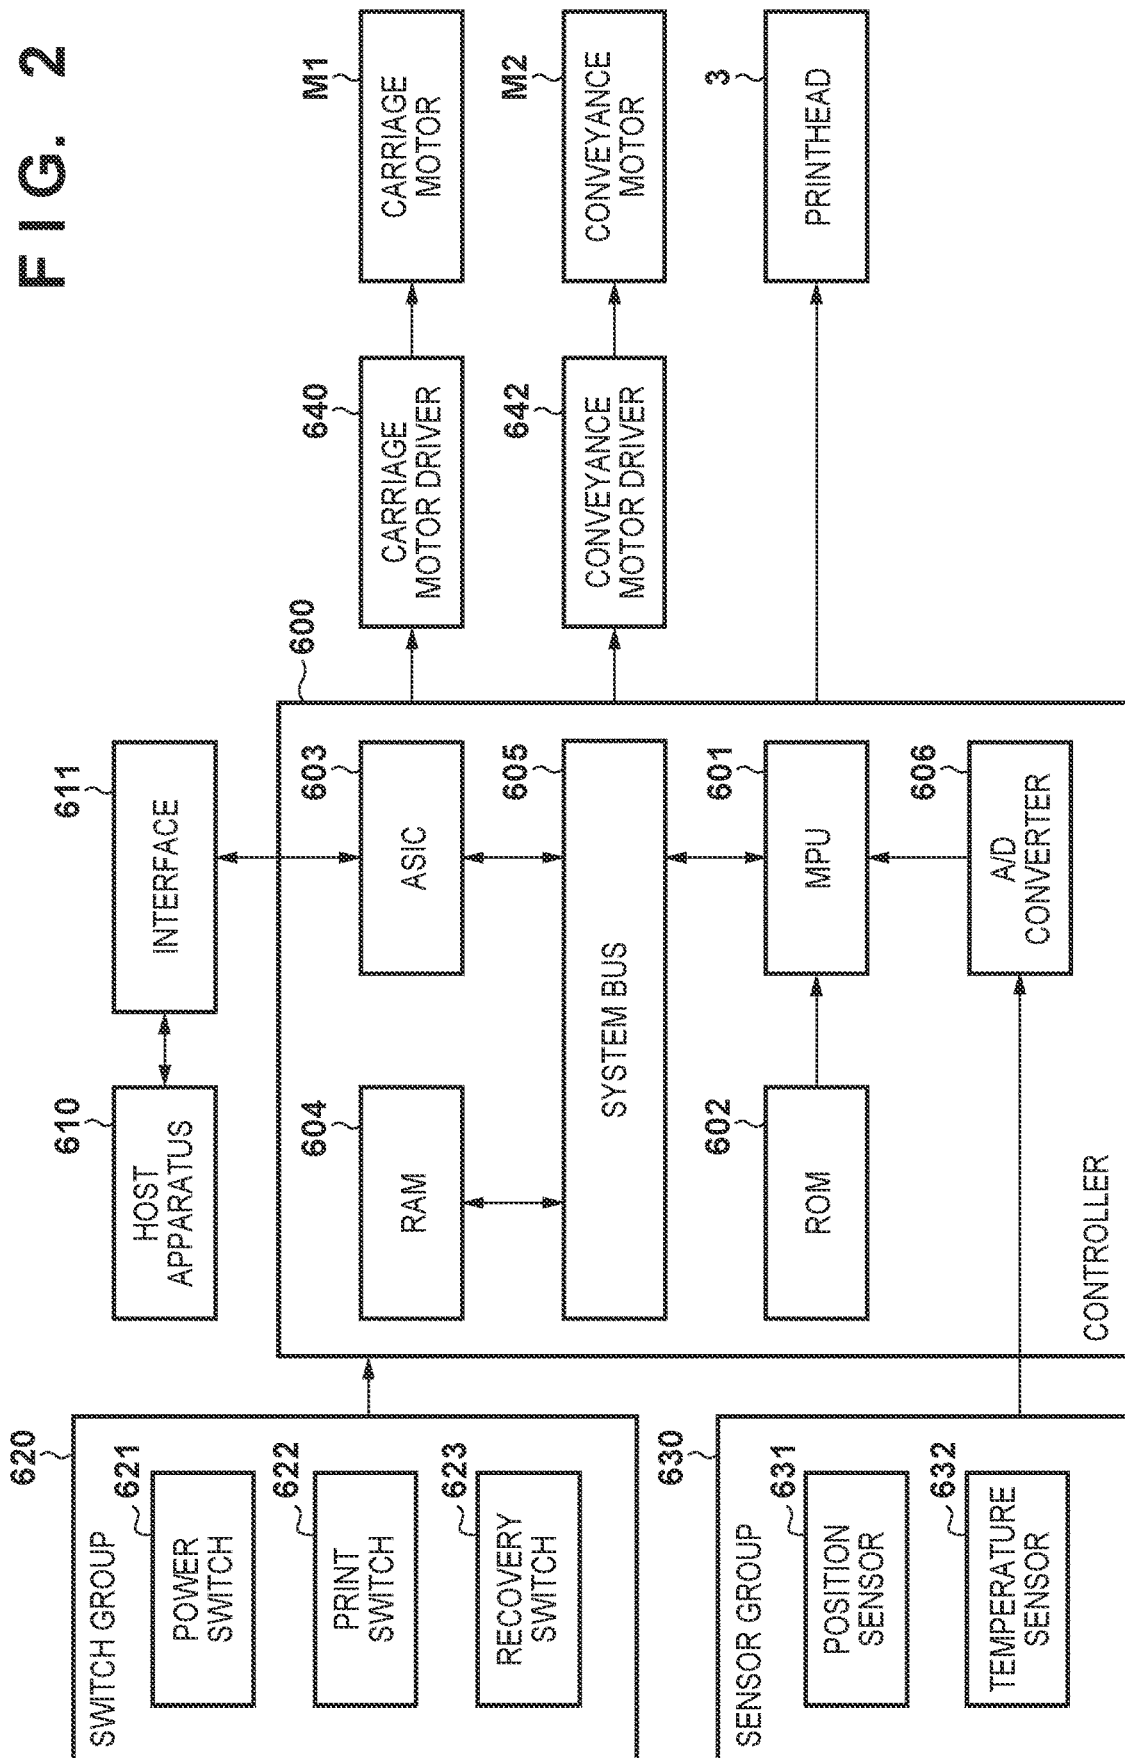 FIG. 2
620
SWITCH GROUP
621
POWER
SWITCH
622
PRINT
SWITCH
623
RECOVERY
SWITCH
630
SENSOR GROUP
631
POSITION
SENSOR
632
TEMPERATURE
SENSOR
610
HOST
APPARATUS
611
INTERFACE
600
604
RAM
603
ASIC
605
SYSTEM BUS
602
ROM
601
MPU
606
A/D
CONVERTER
CONTROLLER
640
CARRIAGE
MOTOR DRIVER
M1
CARRIAGE
MOTOR
642
CONVEYANCE
MOTOR DRIVER
M2
CONVEYANCE
MOTOR
3
PRINTHEAD